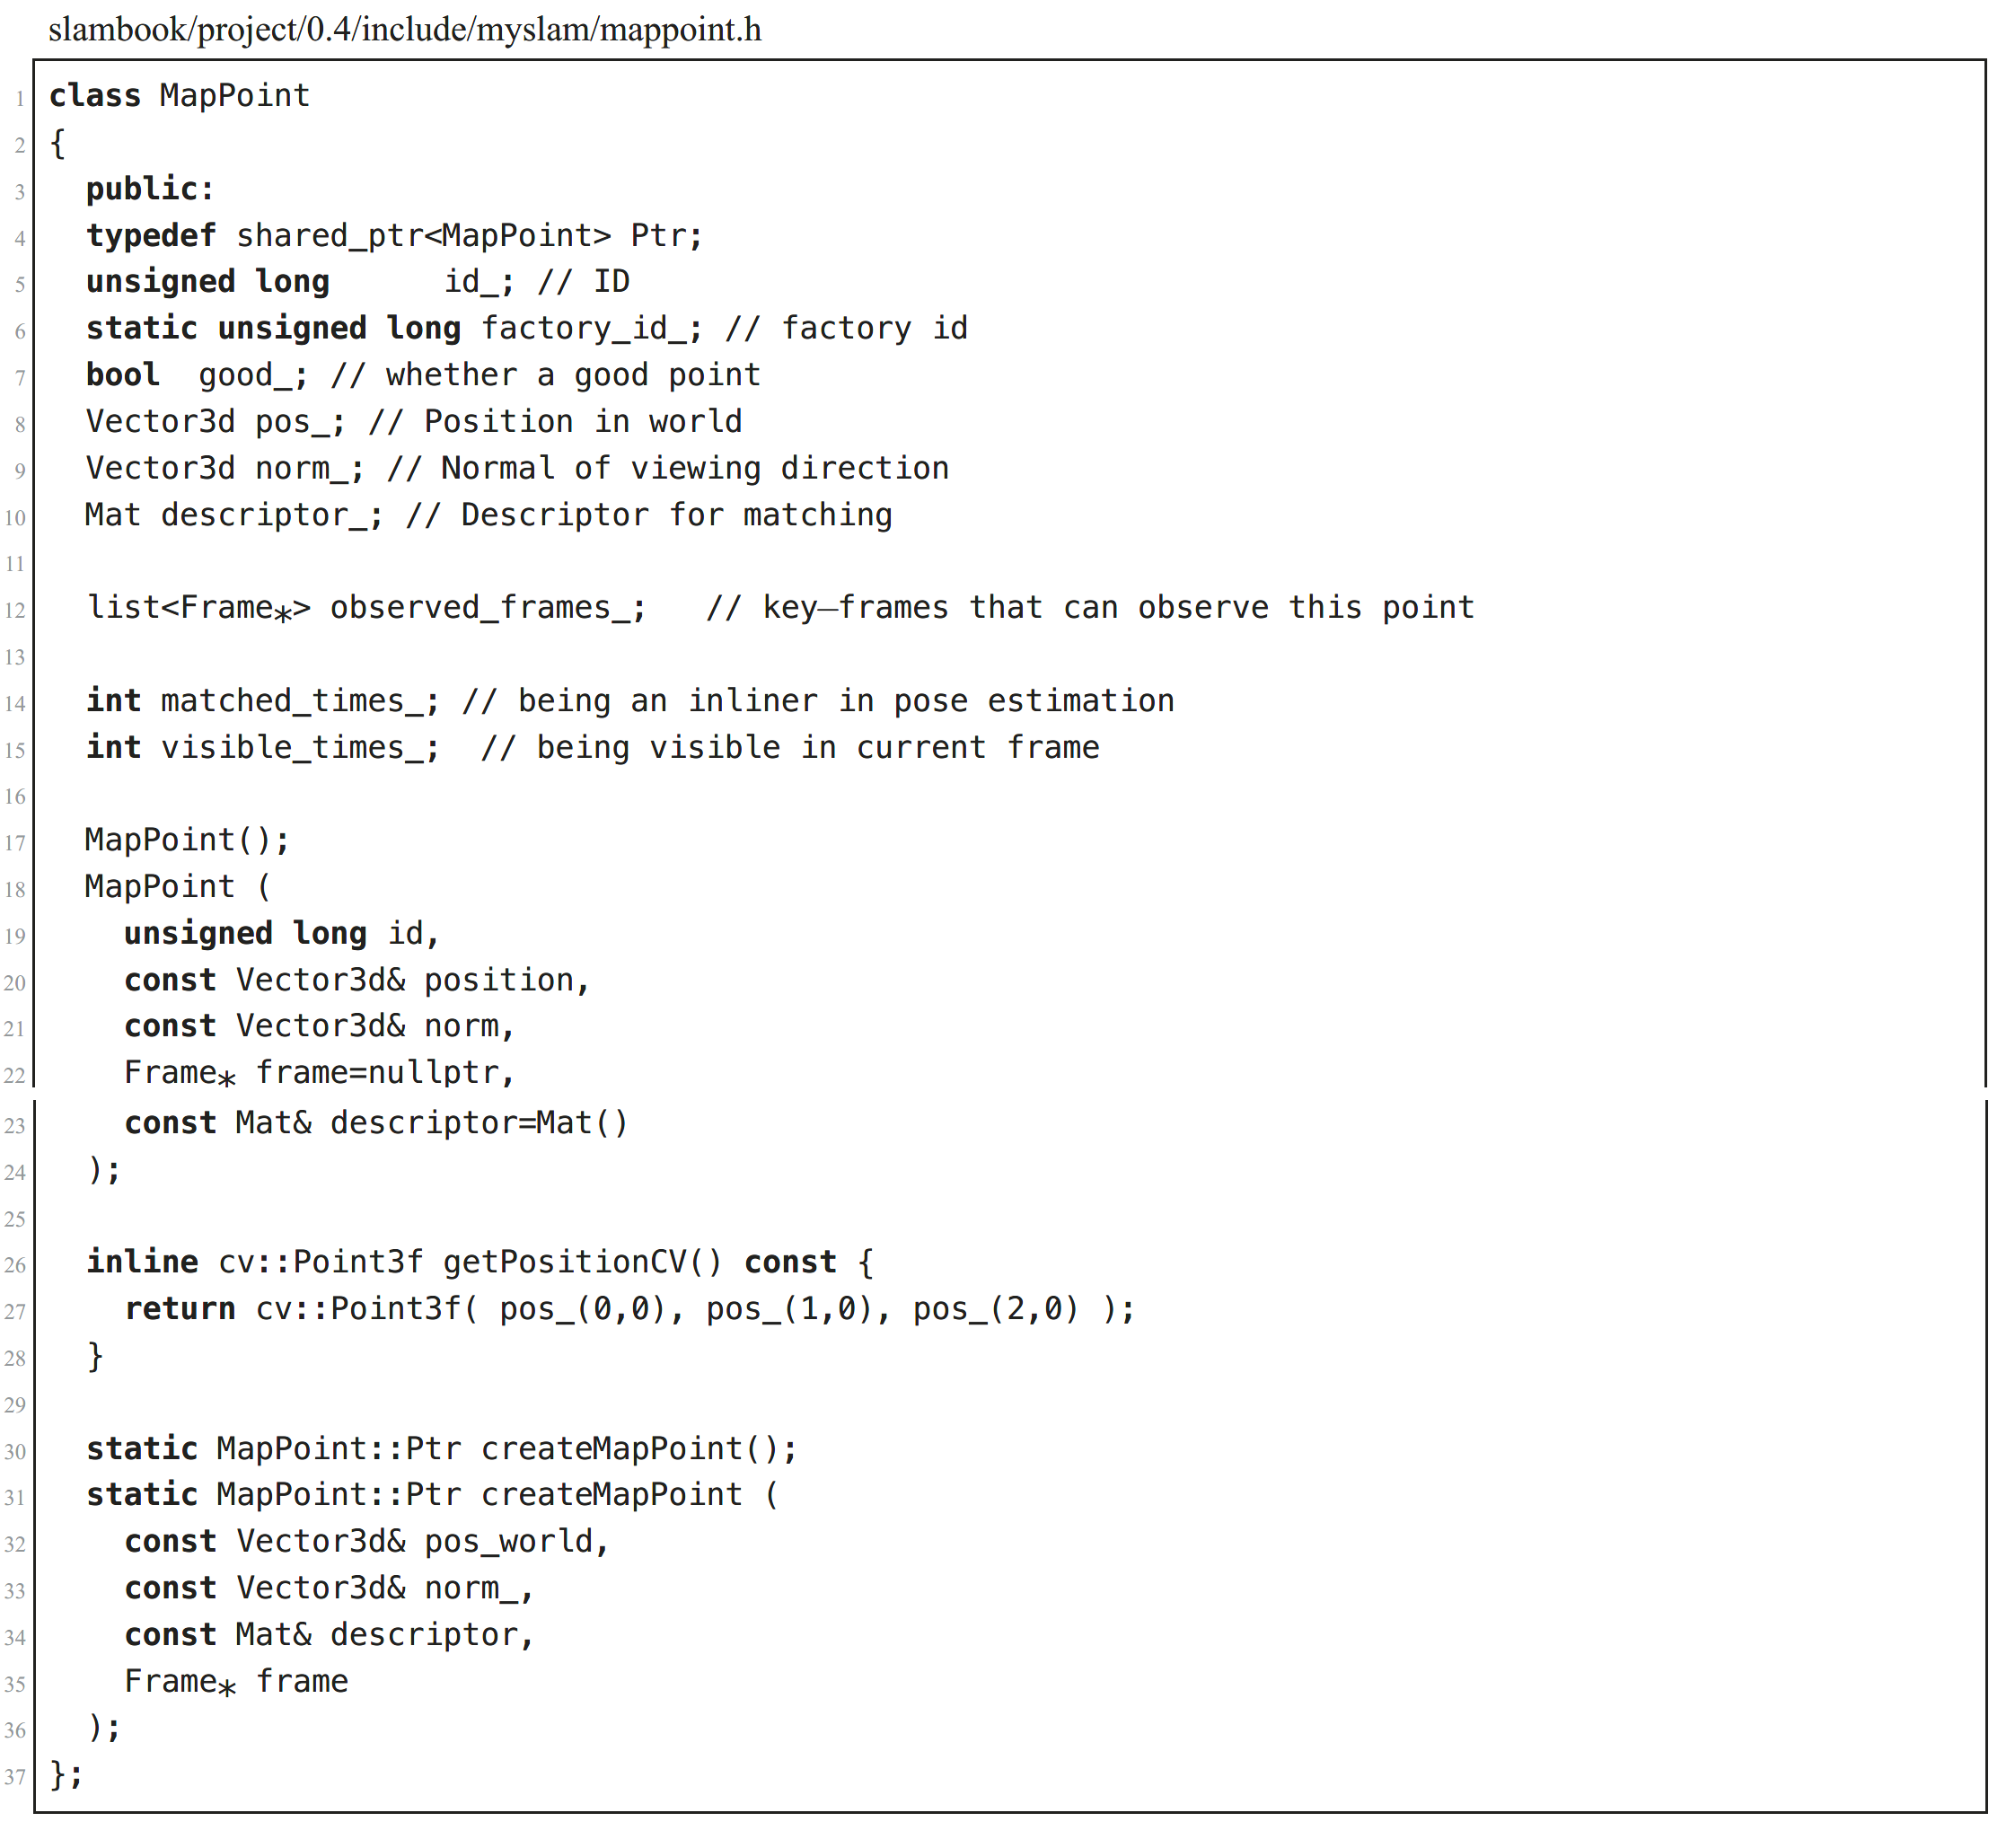 slambook/project/0.4/include/myslam/mappoint.h
1 class MapPoint
2 {
3   public:
4   typedef shared_ptr<MapPoint> Ptr;
5   unsigned long      id_; // ID
6   static unsigned long factory_id_; // factory id
7   bool  good_; // whether a good point
8   Vector3d pos_; // Position in world
9   Vector3d norm_; // Normal of viewing direction
10   Mat descriptor_; // Descriptor for matching
11
12   list<Frame*> observed_frames_;   // key–frames that can observe this point
13
14   int matched_times_; // being an inliner in pose estimation
15   int visible_times_;  // being visible in current frame
16
17   MapPoint();
18   MapPoint (
19     unsigned long id,
20     const Vector3d& position,
21     const Vector3d& norm,
22     Frame* frame=nullptr,
23     const Mat& descriptor=Mat()
24   );
25
26   inline cv::Point3f getPositionCV() const {
27     return cv::Point3f( pos_(0,0), pos_(1,0), pos_(2,0) );
28   }
29
30   static MapPoint::Ptr createMapPoint();
31   static MapPoint::Ptr createMapPoint (
32     const Vector3d& pos_world,
33     const Vector3d& norm_,
34     const Mat& descriptor,
35     Frame* frame
36   );
37 };